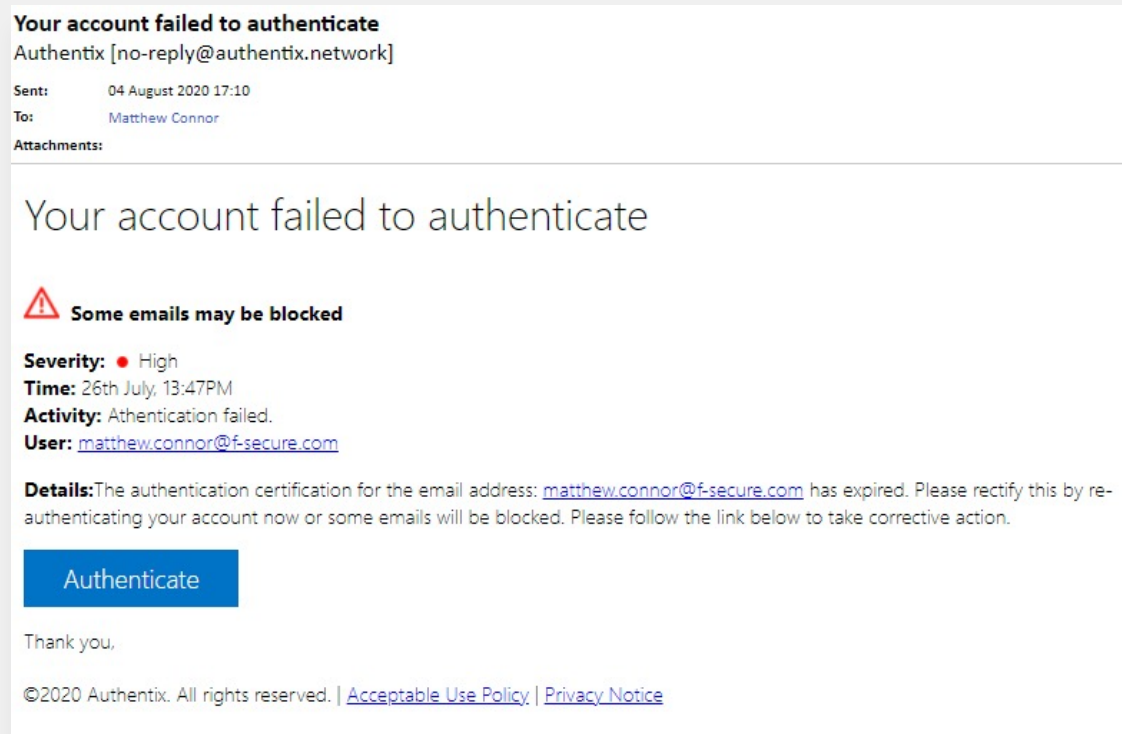 Your account failed to authenticate
Authentix [no-reply@authentix.network]
Sent: 04 August 2020 17:10
To: Matthew Connor
Attachments:
Your account failed to authenticate
Some emails may be blocked
Severity: High
Time: 26th July, 13:47PM
Activity: Athentication failed.
User: matthew.connor@f-secure.com
Details:The authentication certification for the email address: matthew.connor@f-secure.com has expired. Please rectify this by re-
authenticating your account now or some emails will be blocked. Please follow the link below to take corrective action.
Authenticate
Thank you,
©2020 Authentix. All rights reserved. | Acceptable Use Policy | Privacy Notice